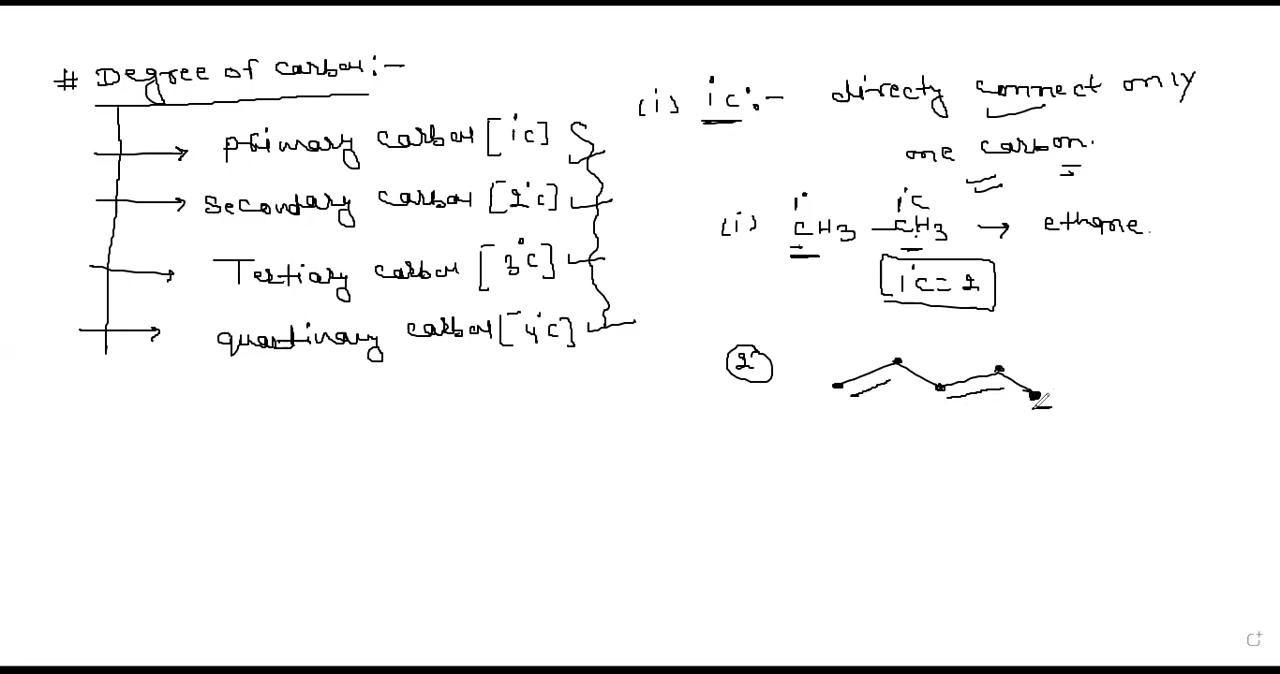 # Degree of carbon:-
primary carbon [1°c]
Secondary carbon [2°c]
Tertiary carbon [3°c]
quartinary carbon [4°c]
(i) 1°c:- directy connect only
one carbon.
1° 1°c
(i) CH3 - CH3 → ethane.
1°c = 2
2